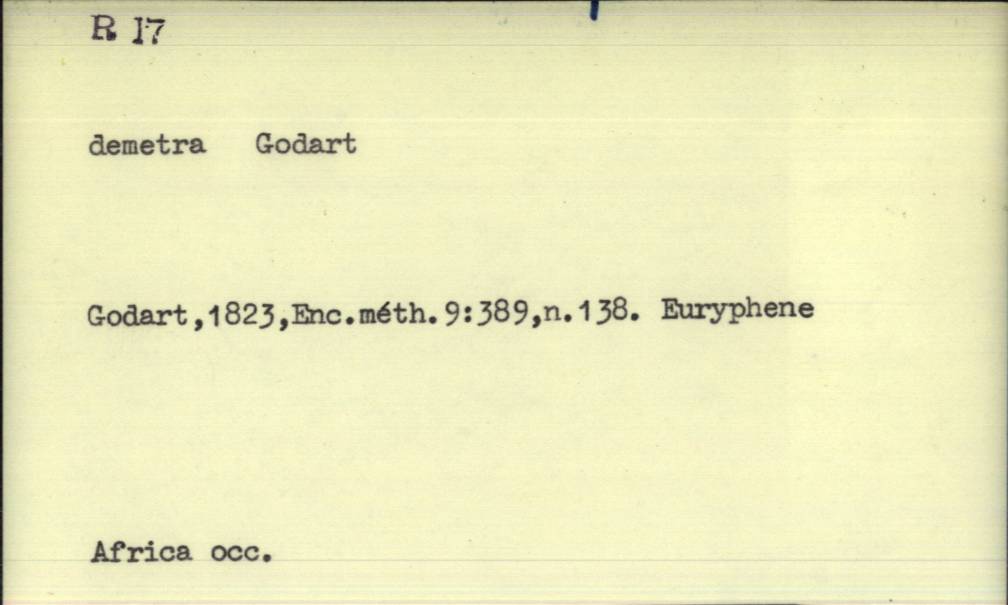 R 17
demetra Godart
Godart,1823,Enc.méth.9:389,n.138. Euryphene
Africa occ.